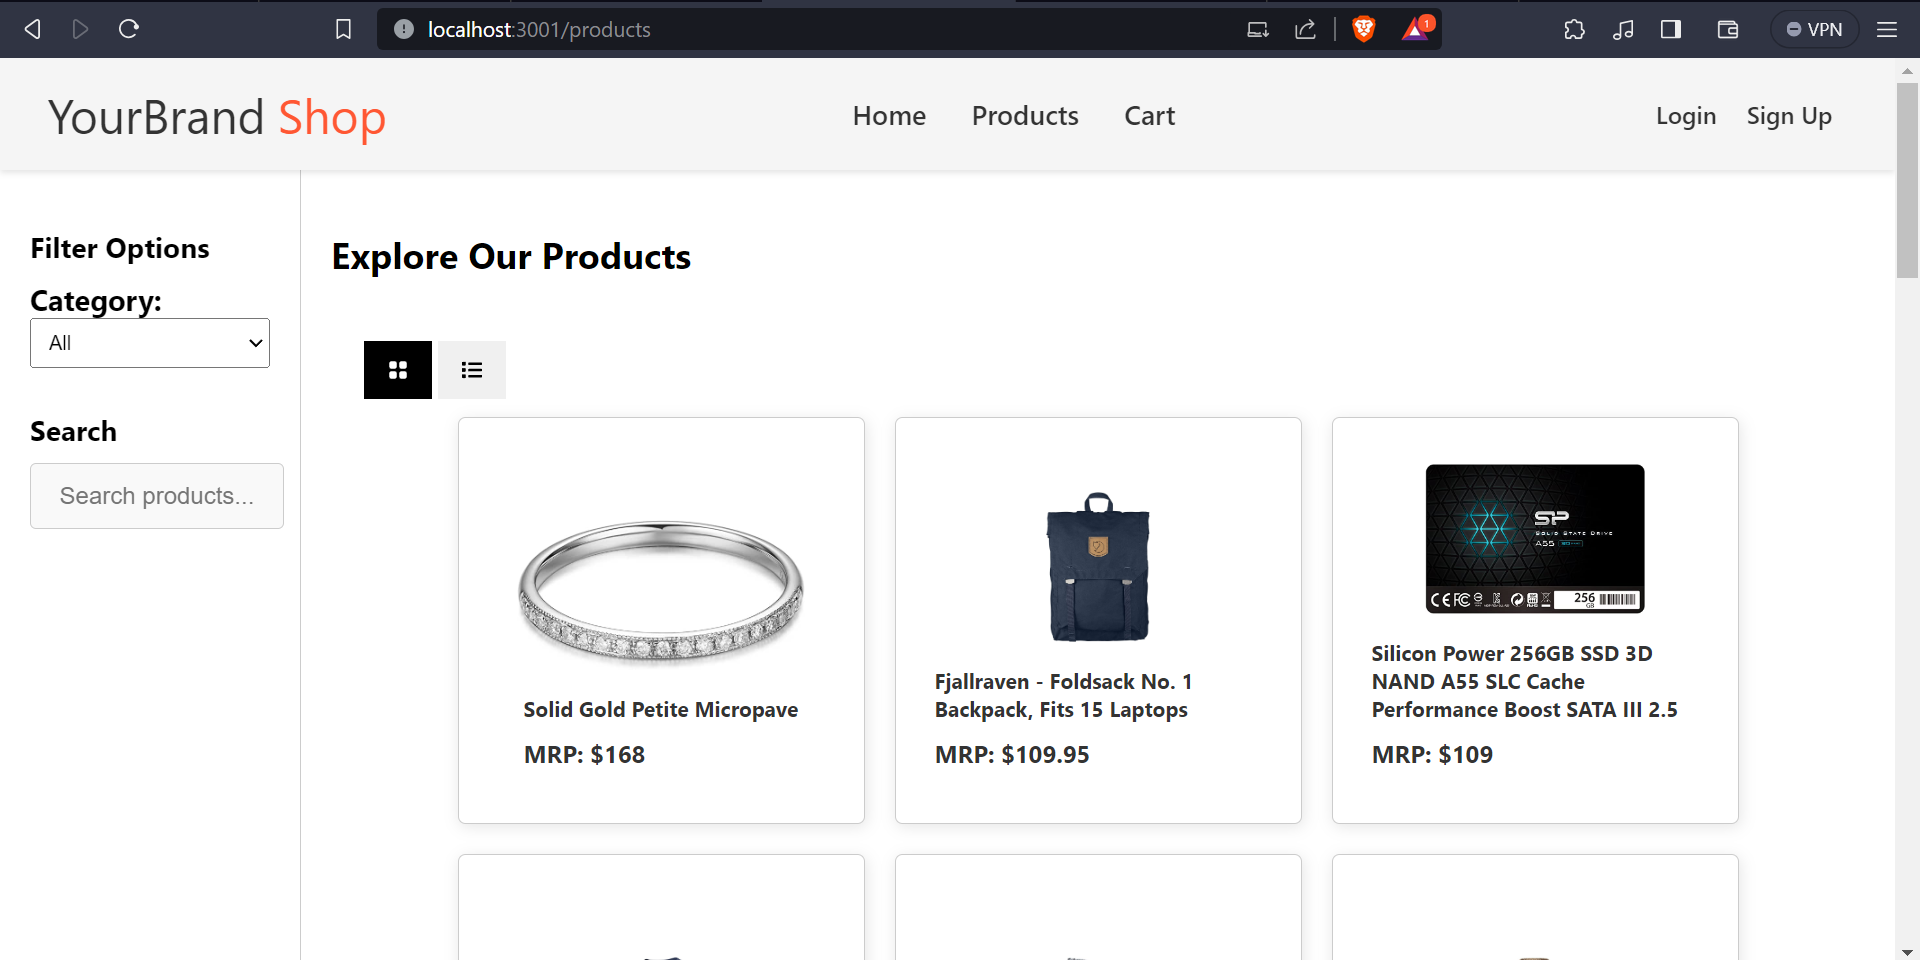 localhost:3001/products
1
VPN
YourBrand Shop
Home
Products
Cart
Login
Sign Up
Filter Options
Category:
All
Search
Search products...
Explore Our Products
Solid Gold Petite Micropave
MRP: $168
Fjallraven - Foldsack No. 1
Backpack, Fits 15 Laptops
MRP: $109.95
SP
SOLID STATE DRIVE
A55
256
GB
Silicon Power 256GB SSD 3D
NAND A55 SLC Cache
Performance Boost SATA III 2.5
MRP: $109